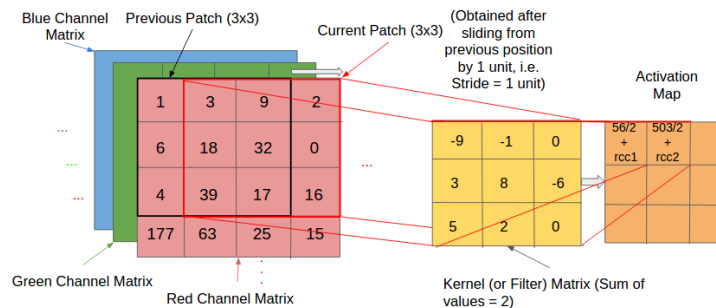 Blue Channel
Matrix
Previous Patch (3x3)
Current Patch (3x3)
(Obtained after
sliding from
previous position
by 1 unit, i.e.
Stride = 1 unit)
Activation
Map
1 3 9 2
6 18 32 0
4 39 17 16
177 63 25 15
...
...
...
...
-9 -1 0
3 8 -6
5 2 0
56/2 503/2
+ +
rcc1 rcc2
Green Channel Matrix
Red Channel Matrix
Kernel (or Filter) Matrix (Sum of
values = 2)